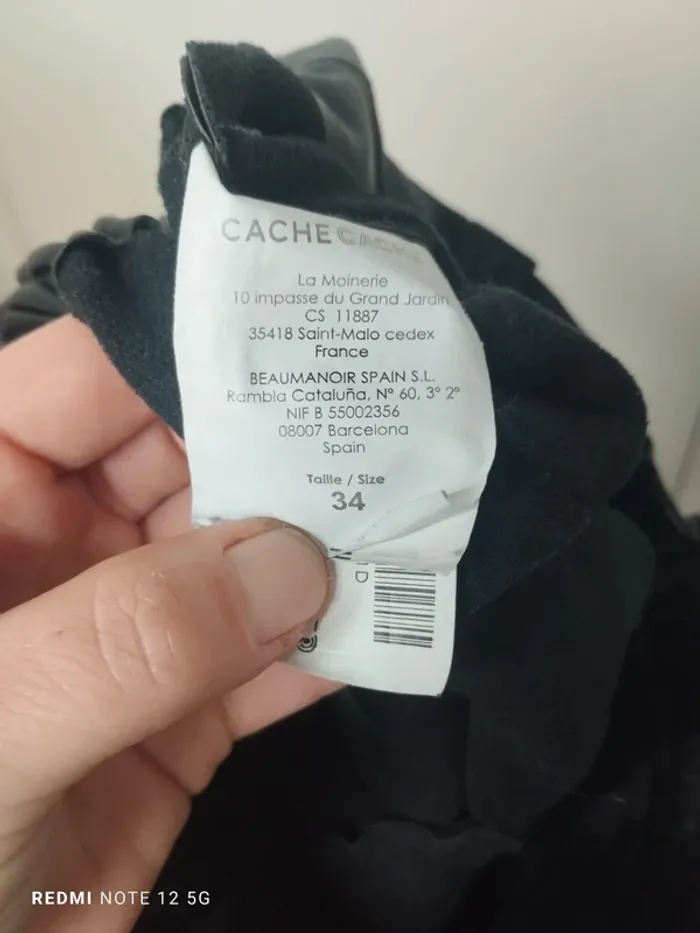 CACHE CACHE
La Moinerie
10 impasse du Grand Jardin
CS 11887
35418 Saint-Malo cedex
France
BEAUMANOIR SPAIN S.L.
Rambla Cataluña, Nº 60, 3º 2º
NIF B 55002356
08007 Barcelona
Spain
Taille / Size
34
D
REDMI NOTE 12 5G